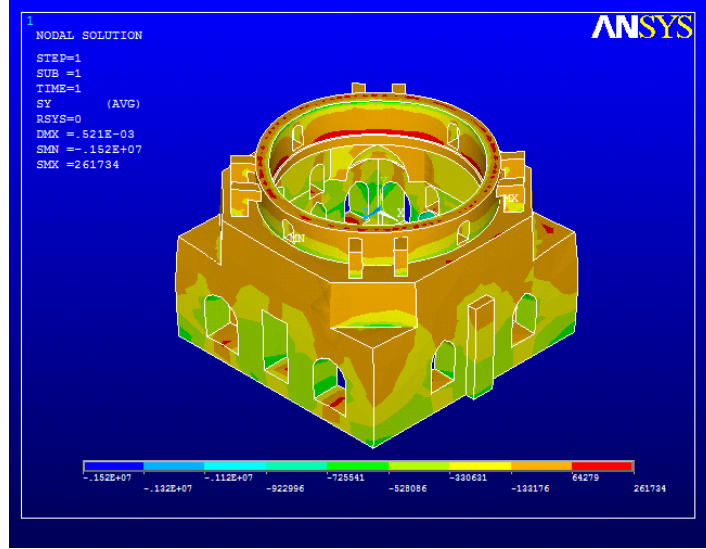 1
ANSYS
NODAL SOLUTION
STEP=1
SUB =1
TIME=1
SY (AVG)
RSYS=0
DMX =.521E-03
SMN =-.152E+07
SMX =261734
X
MX
MN
-.152E+07 -.112E+07 -725541 -330631 64279
-.132E+07 -922996 -528086 -133176 261734